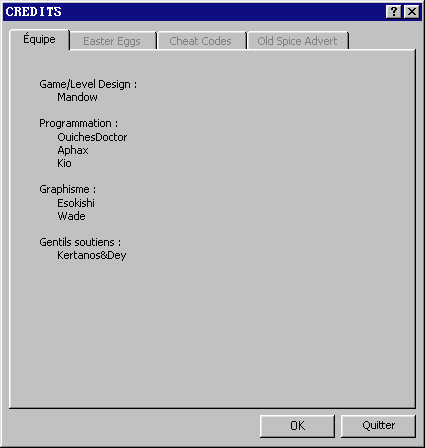 CREDITS
Équipe
Easter Eggs
Cheat Codes
Old Spice Advert
Game/Level Design :
Mandow
Programmation :
OuichesDoctor
Aphax
Kio
Graphisme :
Esokishi
Wade
Gentils soutiens :
Kertanos&Dey
OK
Quitter